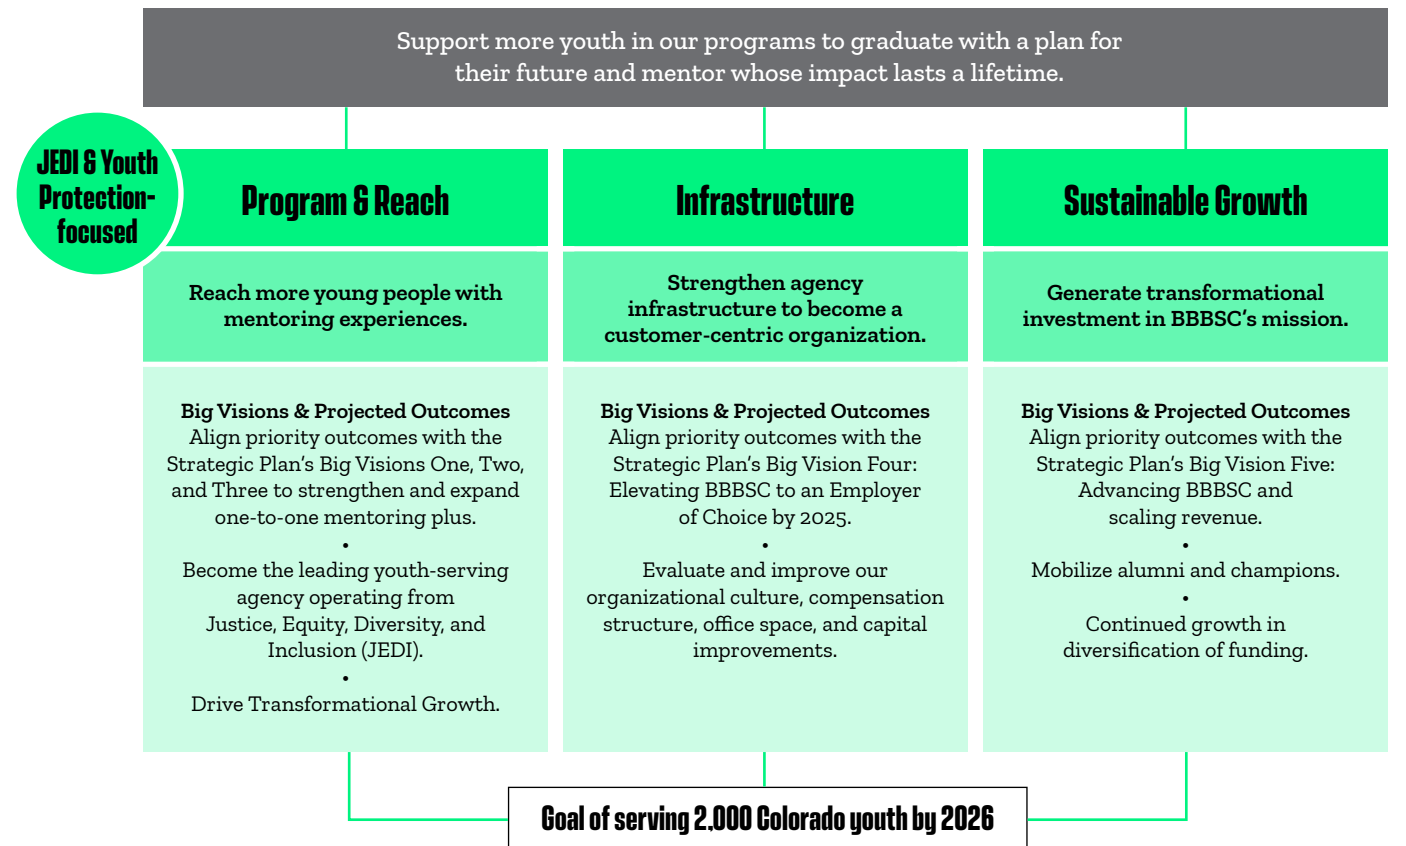 Support more youth in our programs to graduate with a plan for
their future and mentor whose impact lasts a lifetime.
JEDI & Youth
Protection-
focused
Program & Reach
Reach more young people with
mentoring experiences.
Big Visions & Projected Outcomes
Align priority outcomes with the
Strategic Plan’s Big Visions One, Two,
and Three to strengthen and expand
one-to-one mentoring plus.
•
Become the leading youth-serving
agency operating from
Justice, Equity, Diversity, and
Inclusion (JEDI).
•
Drive Transformational Growth.
Infrastructure
Strengthen agency
infrastructure to become a
customer-centric organization.
Big Visions & Projected Outcomes
Align priority outcomes with the
Strategic Plan’s Big Vision Four:
Elevating BBBSC to an Employer
of Choice by 2025.
•
Evaluate and improve our
organizational culture, compensation
structure, office space, and capital
improvements.
Sustainable Growth
Generate transformational
investment in BBBSC’s mission.
Big Visions & Projected Outcomes
Align priority outcomes with the
Strategic Plan’s Big Vision Five:
Advancing BBBSC and
scaling revenue.
•
Mobilize alumni and champions.
•
Continued growth in
diversification of funding.
Goal of serving 2,000 Colorado youth by 2026